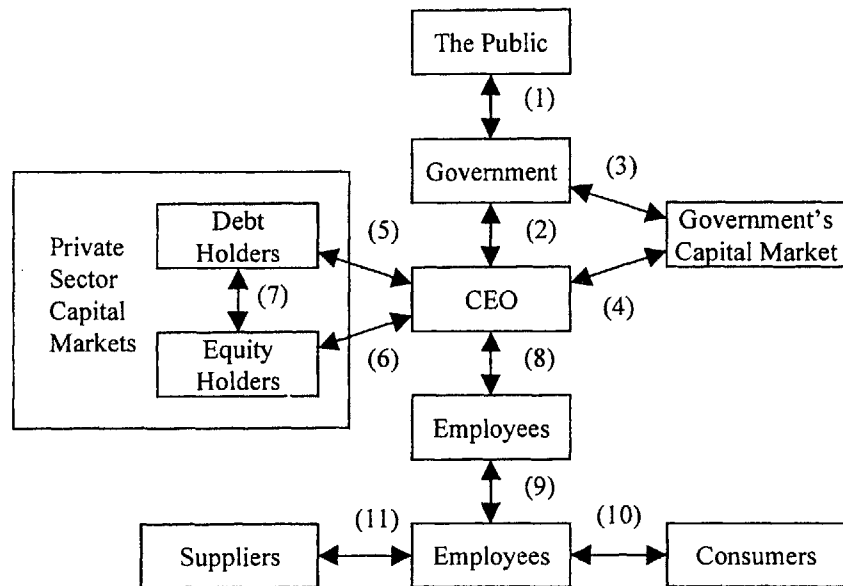 The Public
(1)
Government
(3)
Debt
Holders
(5)
(2)
Government's
Capital Market
Private
Sector
Capital
Markets
(7)
CEO
(4)
Equity
Holders
(6)
(8)
Employees
(9)
(11)
(10)
Suppliers
Employees
Consumers